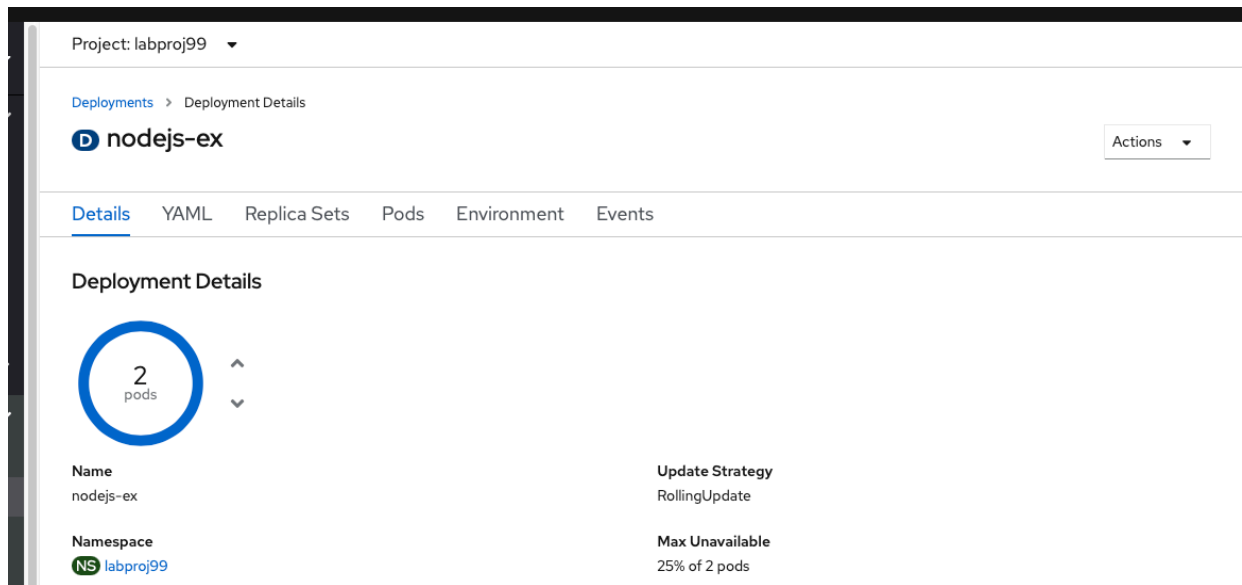 Project: labproj99
Deployments > Deployment Details
D nodejs-ex
Actions
Details YAML Replica Sets Pods Environment Events
Deployment Details
2
pods
Name
nodejs-ex
Namespace
NS labproj99
Update Strategy
RollingUpdate
Max Unavailable
25% of 2 pods